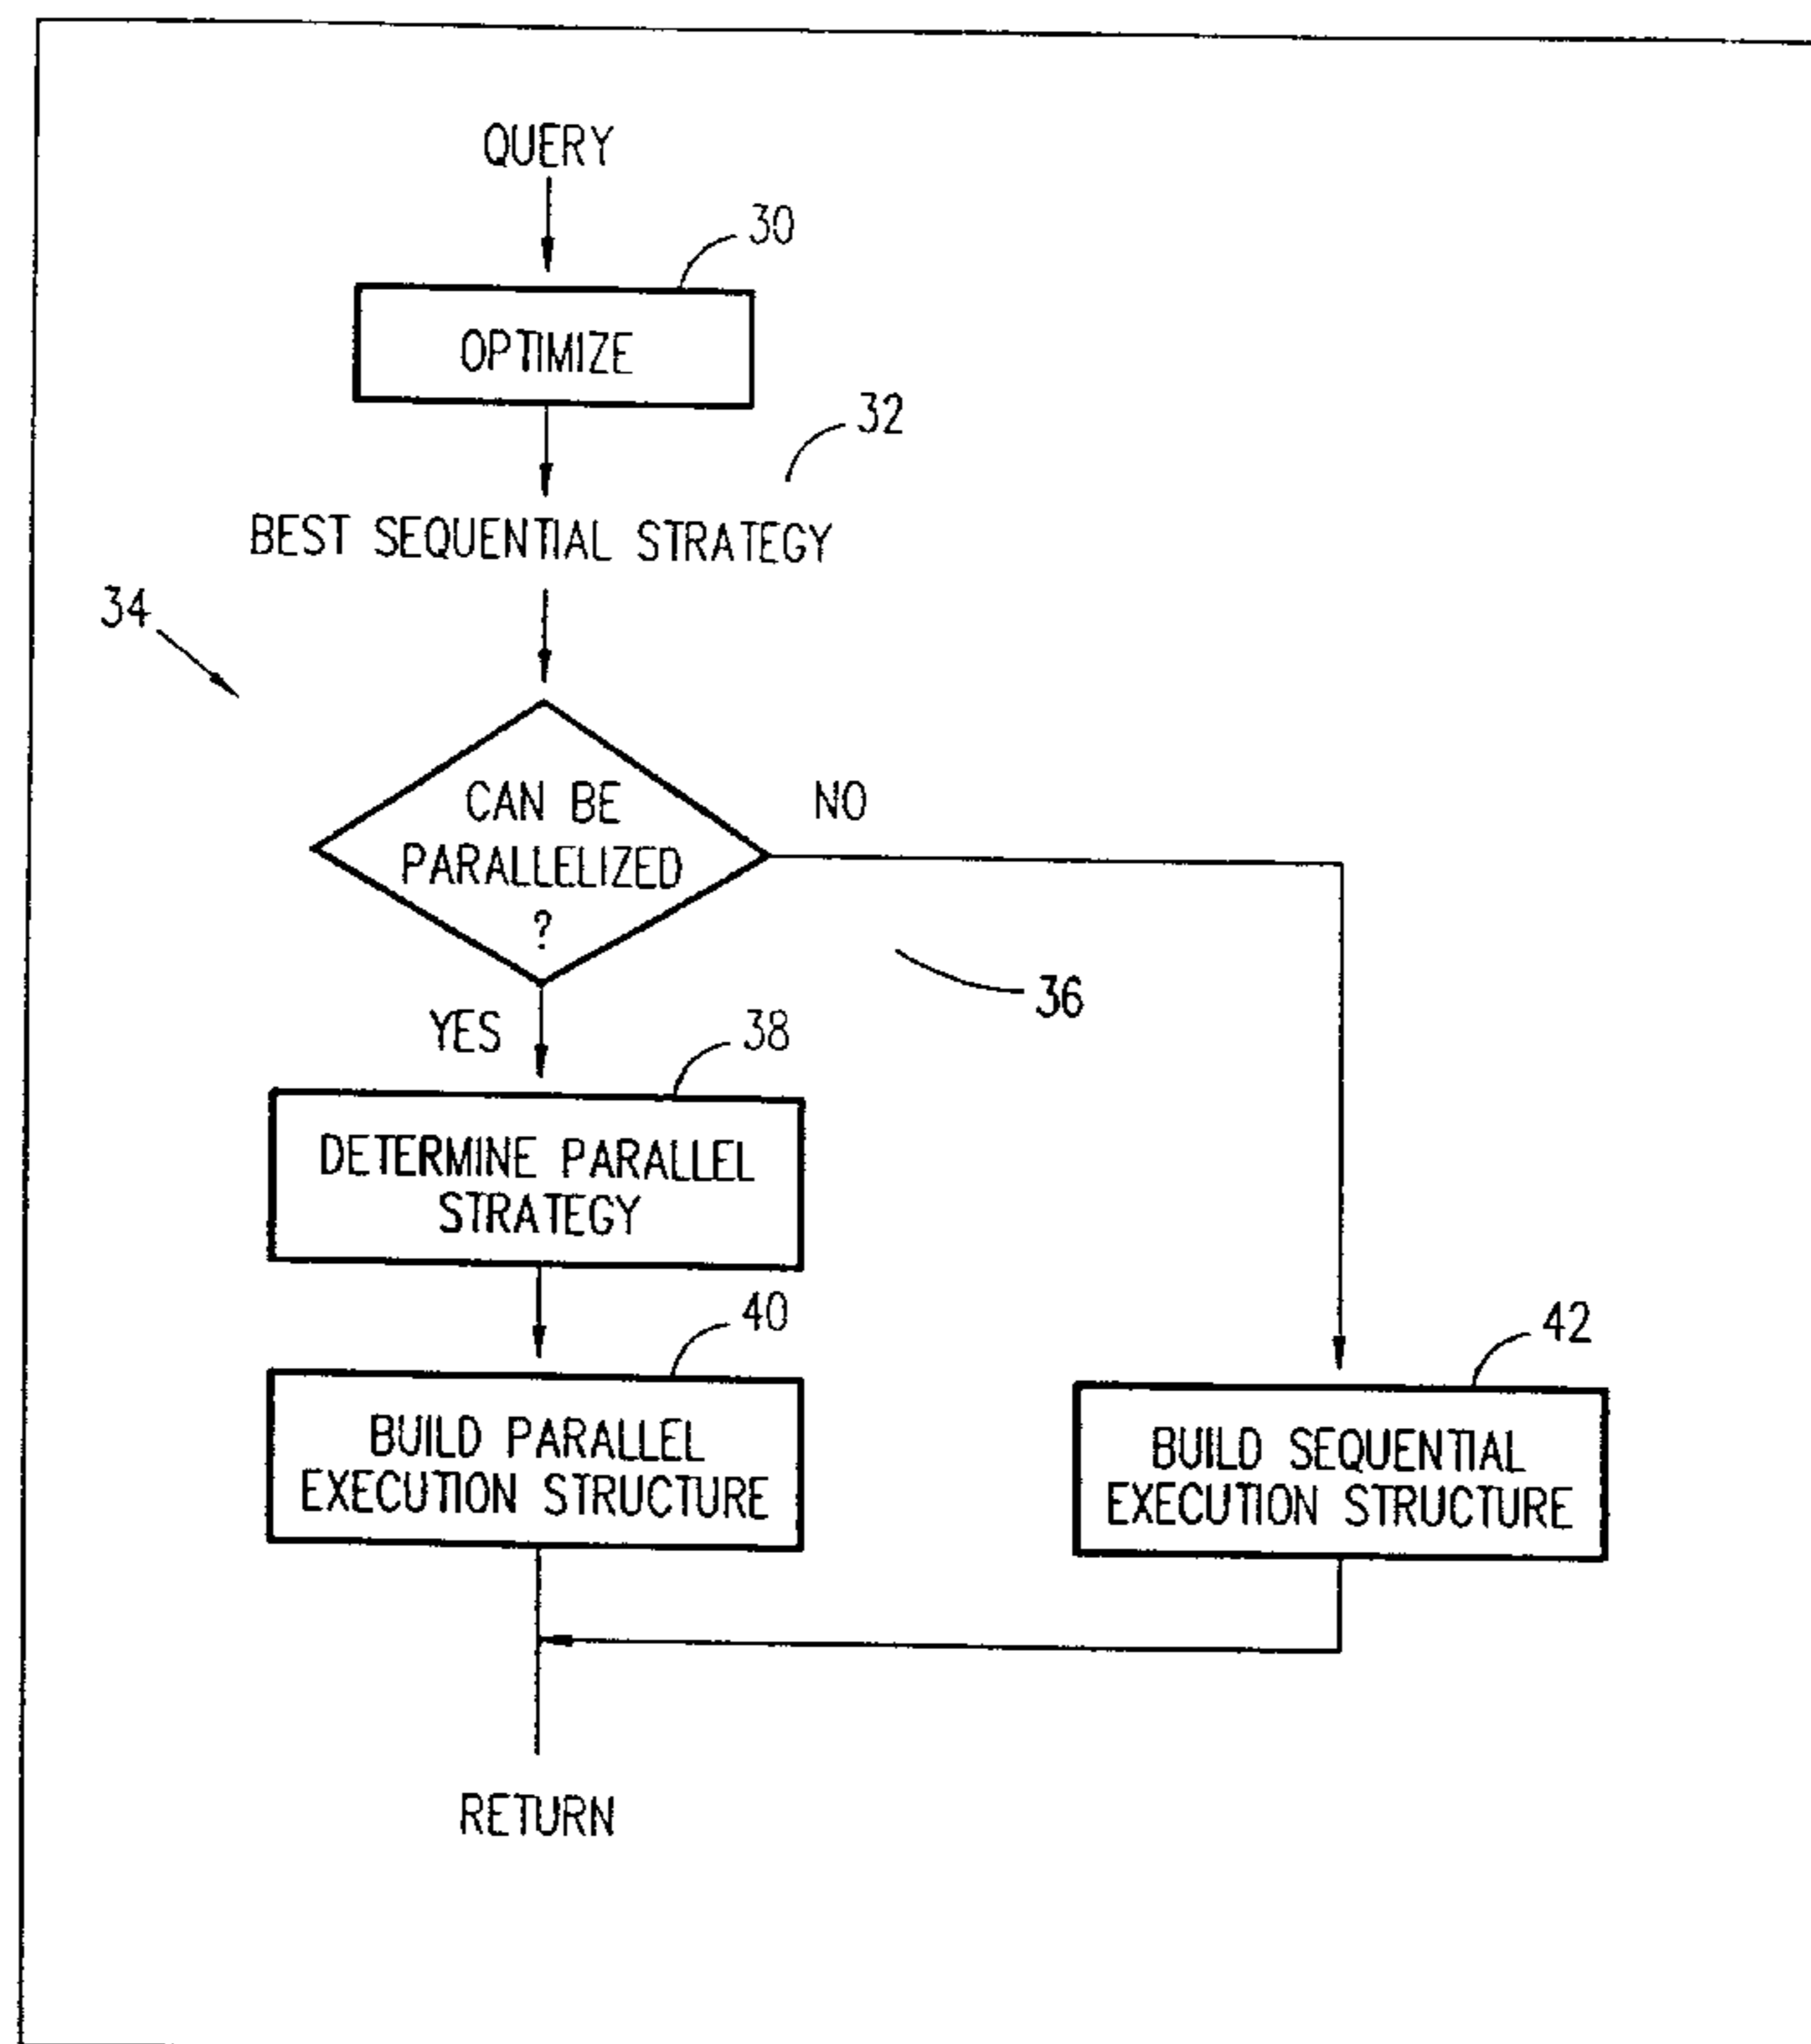 QUERY
30
OPTIMIZE
32
BEST SEQUENTIAL STRATEGY
34
CAN BE
PARALLELIZED
?
NO
36
YES
38
DETERMINE PARALLEL
STRATEGY
40
BUILD PARALLEL
EXECUTION STRUCTURE
42
BUILD SEQUENTIAL
EXECUTION STRUCTURE
RETURN